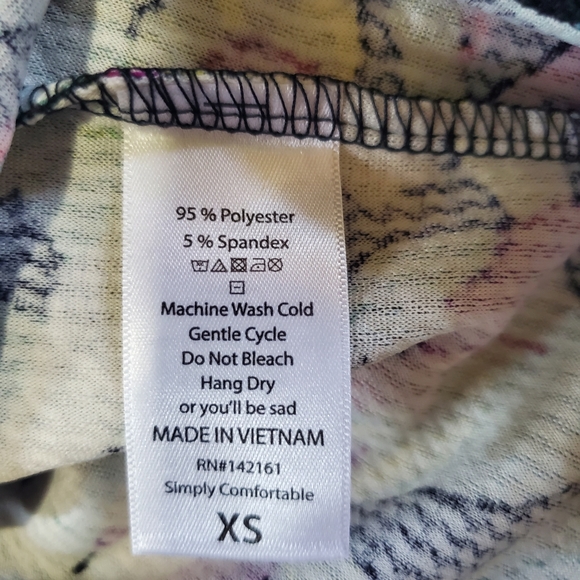 95 % Polyester
5 % Spandex
Machine Wash Cold
Gentle Cycle
Do Not Bleach
Hang Dry
or you'll be sad
MADE IN VIETNAM
RN#142161
Simply Comfortable
XS